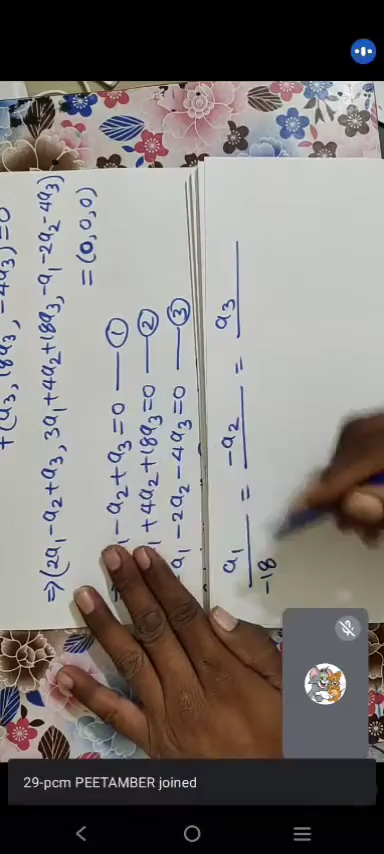 +(a₃, 18a₃, -4a₃) = 0
⇒(2a₁-a₂+a₃, 3a₁+4a₂+18a₃, -a₁-2a₂-4a₃)
= (0, 0, 0)
- a₂ + a₃ = 0 — ①
+ 4a₂ + 18a₃ = 0 — ②
a₁ - 2a₂ - 4a₃ = 0 — ③
a₁ = -a₂ = a₃
-18
29-pcm PEETAMBER joined